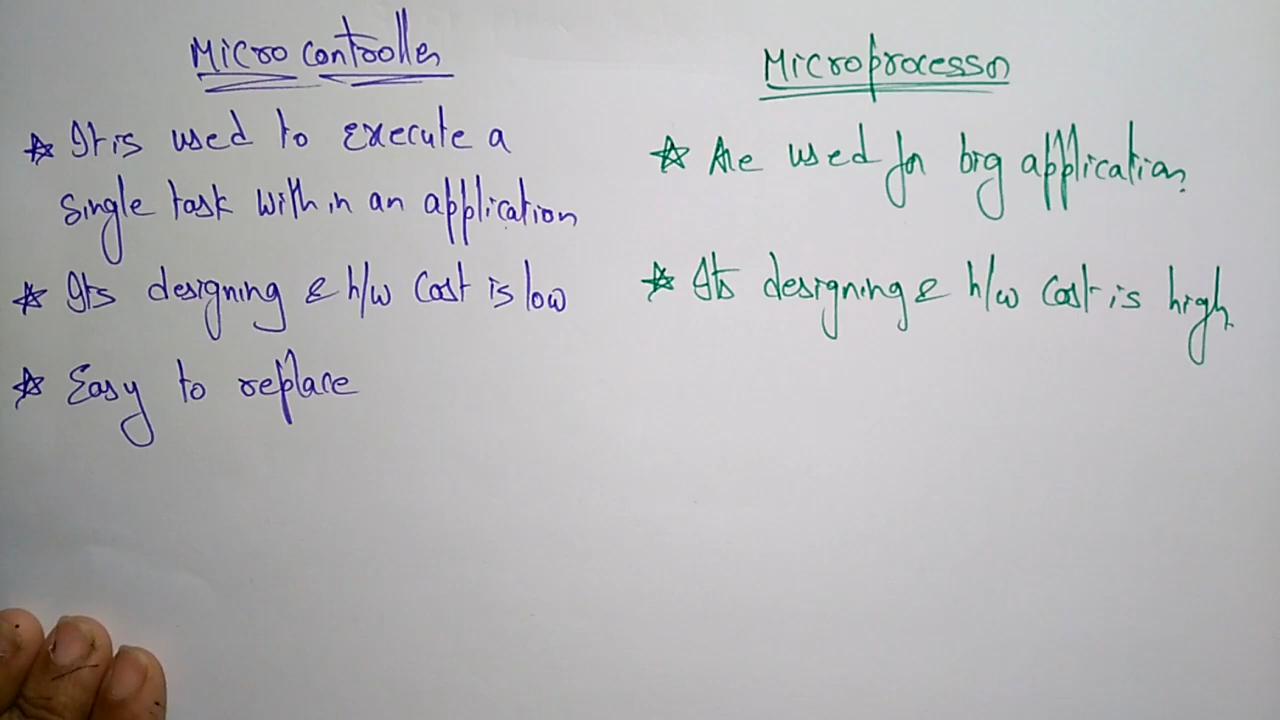 Micro controller
☆ It is used to execute a
single task with in an application
☆ Its designing & h/w cost is low
☆ Easy to replace
Microprocessor
☆ Are used for big application.
☆ Its designing & h/w cost is high.